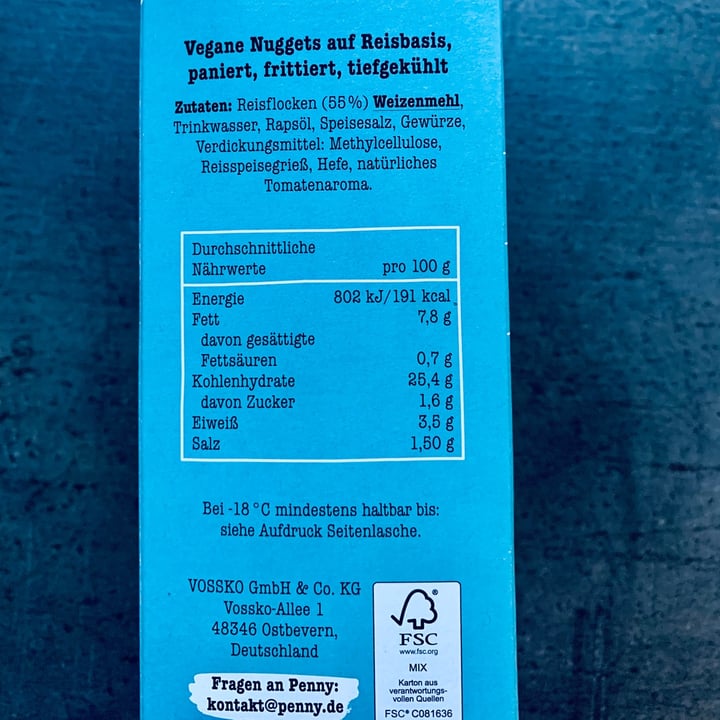 Vegane Nuggets auf Reisbasis,
paniert, frittiert, tiefgekühlt
Zutaten: Reisflocken (55%) Weizenmehl,
Trinkwasser, Rapsöl, Speisesalz, Gewürze,
Verdickungsmittel: Methylcellulose,
Reisspeisegrieß, Hefe, natürliches
Tomatenaroma.
Durchschnittliche
Nährwerte pro 100 g
Energie 802 kJ/191 kcal
Fett 7,8 g
davon gesättigte
Fettsäuren 0,7 g
Kohlenhydrate 25,4 g
davon Zucker 1,6 g
Eiweiß 3,5 g
Salz 1,50 g
Bei -18 °C mindestens haltbar bis:
siehe Aufdruck Seitenlasche.
VOSSKO GmbH & Co. KG
Vossko-Allee 1
48346 Ostbevern,
Deutschland
Fragen an Penny:
kontakt@penny.de
®
FSC
www.fsc.org
MIX
Karton aus
verantwortungs-
vollen Quellen
FSC® C081636